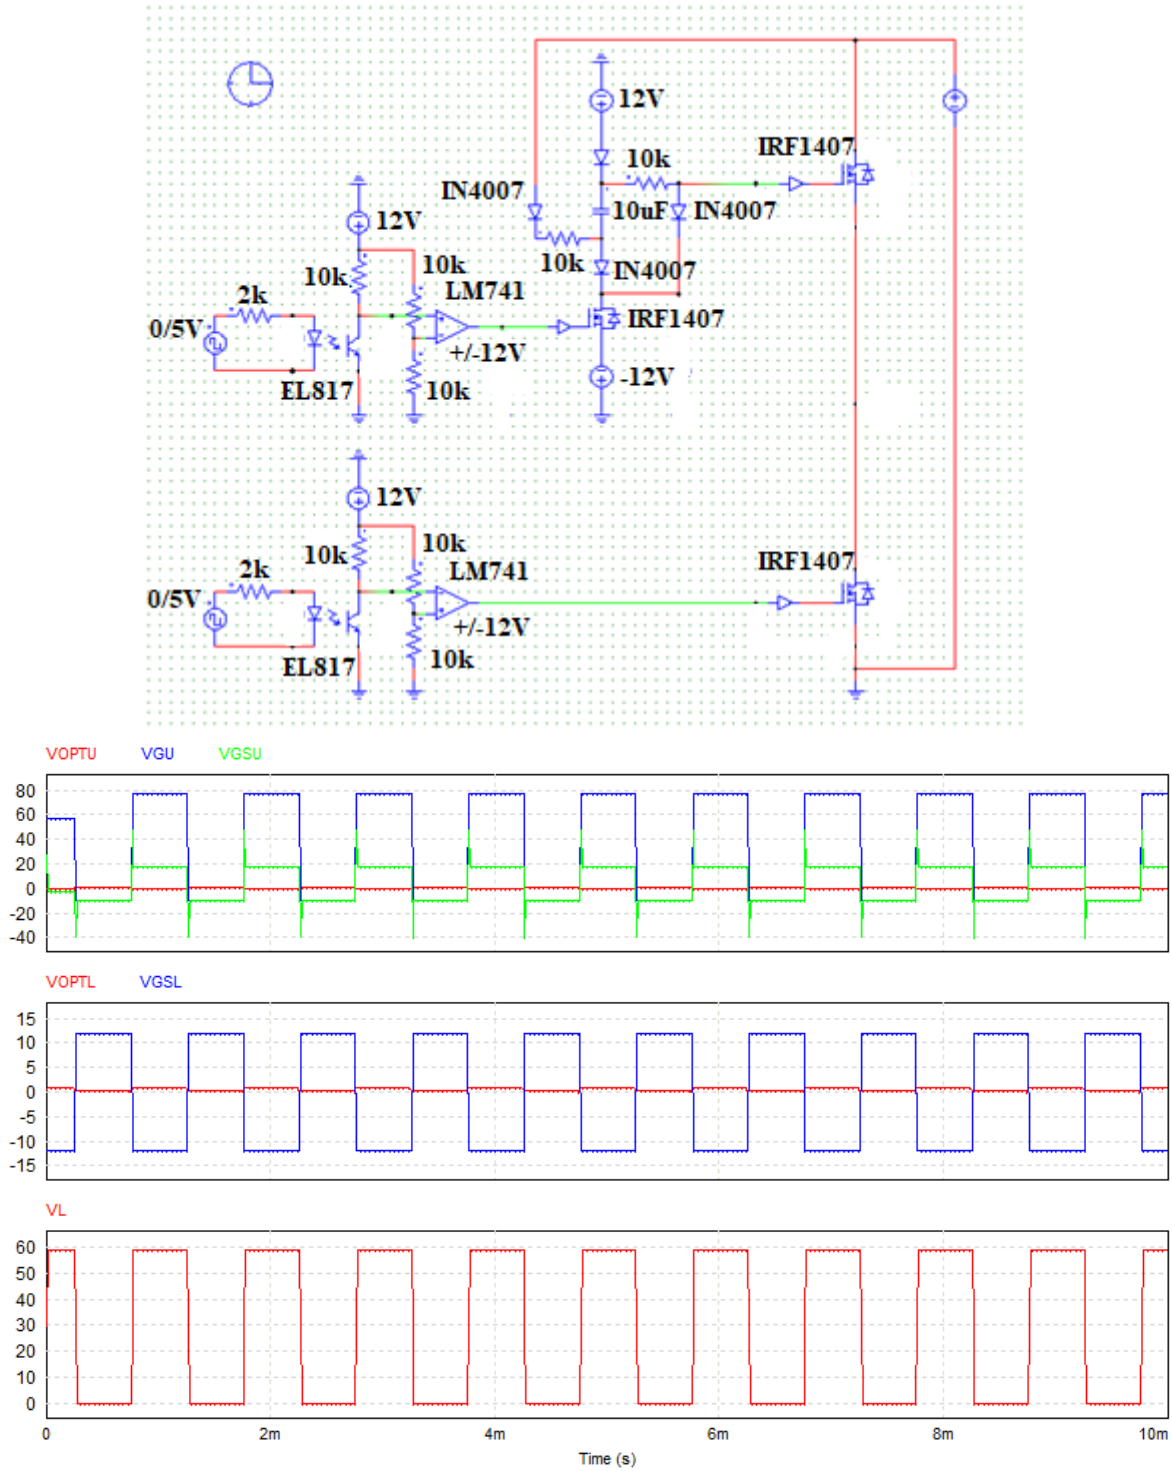 12V
IRF1407
10k
IN4007
10uF
IN4007
12V
10k
IN4007
10k
10k
LM741
2k
IRF1407
0/5V
+/-12V
-12V
EL817
10k
12V
10k
10k
LM741
IRF1407
2k
0/5V
+/-12V
EL817
10k
VOPTU VGU VGSU
80
60
40
20
0
-20
-40
VOPTL VGSL
15
10
5
0
-5
-10
-15
VL
60
50
40
30
20
10
0
0 2m 4m 6m 8m 10m
Time (s)